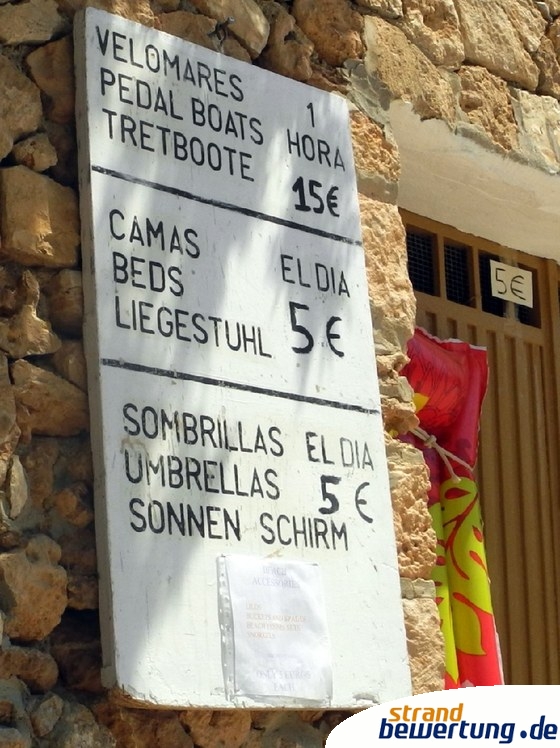 VELOMARES
PEDAL BOATS
TRETBOOTE
1
HORA
15€
CAMAS
BEDS
LIEGESTUHL
EL DIA
5€
SOMBRILLAS EL DIA
UMBRELLAS 5€
SONNEN SCHIRM
5€
strand
bewertung.de